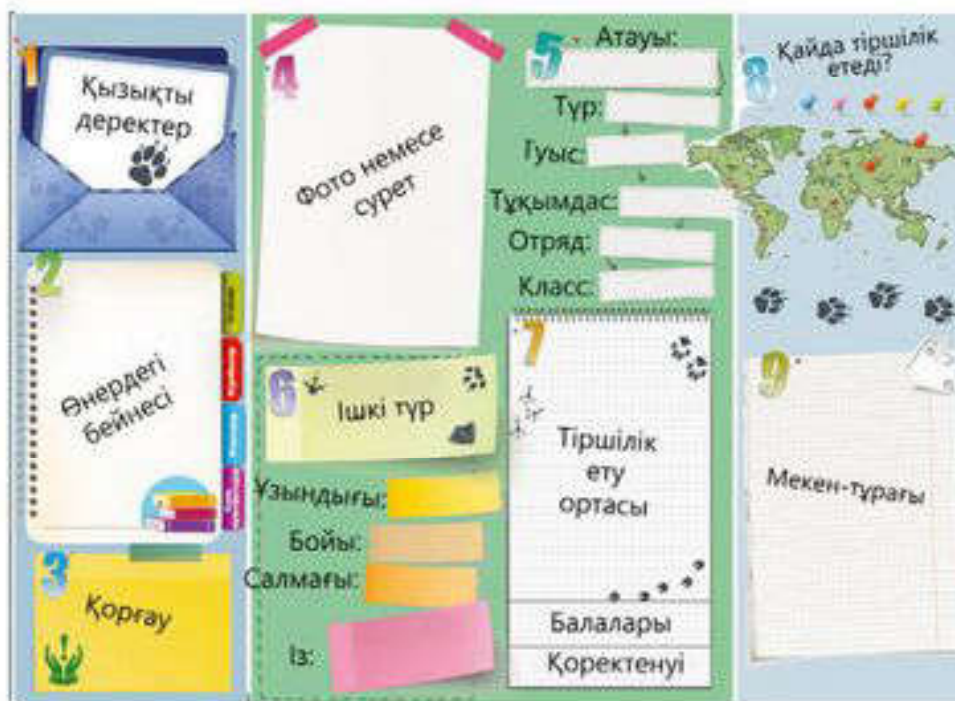 1
Қызықты
деректер
2
Өнердегі
бейнесі
3
Қорғау
4
Фото немесе
сурет
5
Атауы:
Түр:
Туыс:
Тұқымдас:
Отряд:
Класс:
6
Ішкі түр
Ұзындығы:
Бойы:
Салмағы:
Із:
7
Тіршілік
ету
ортасы
Балалары
Қоректенуі
8
Қайда тіршілік
етеді?
9
Мекен-тұрағы